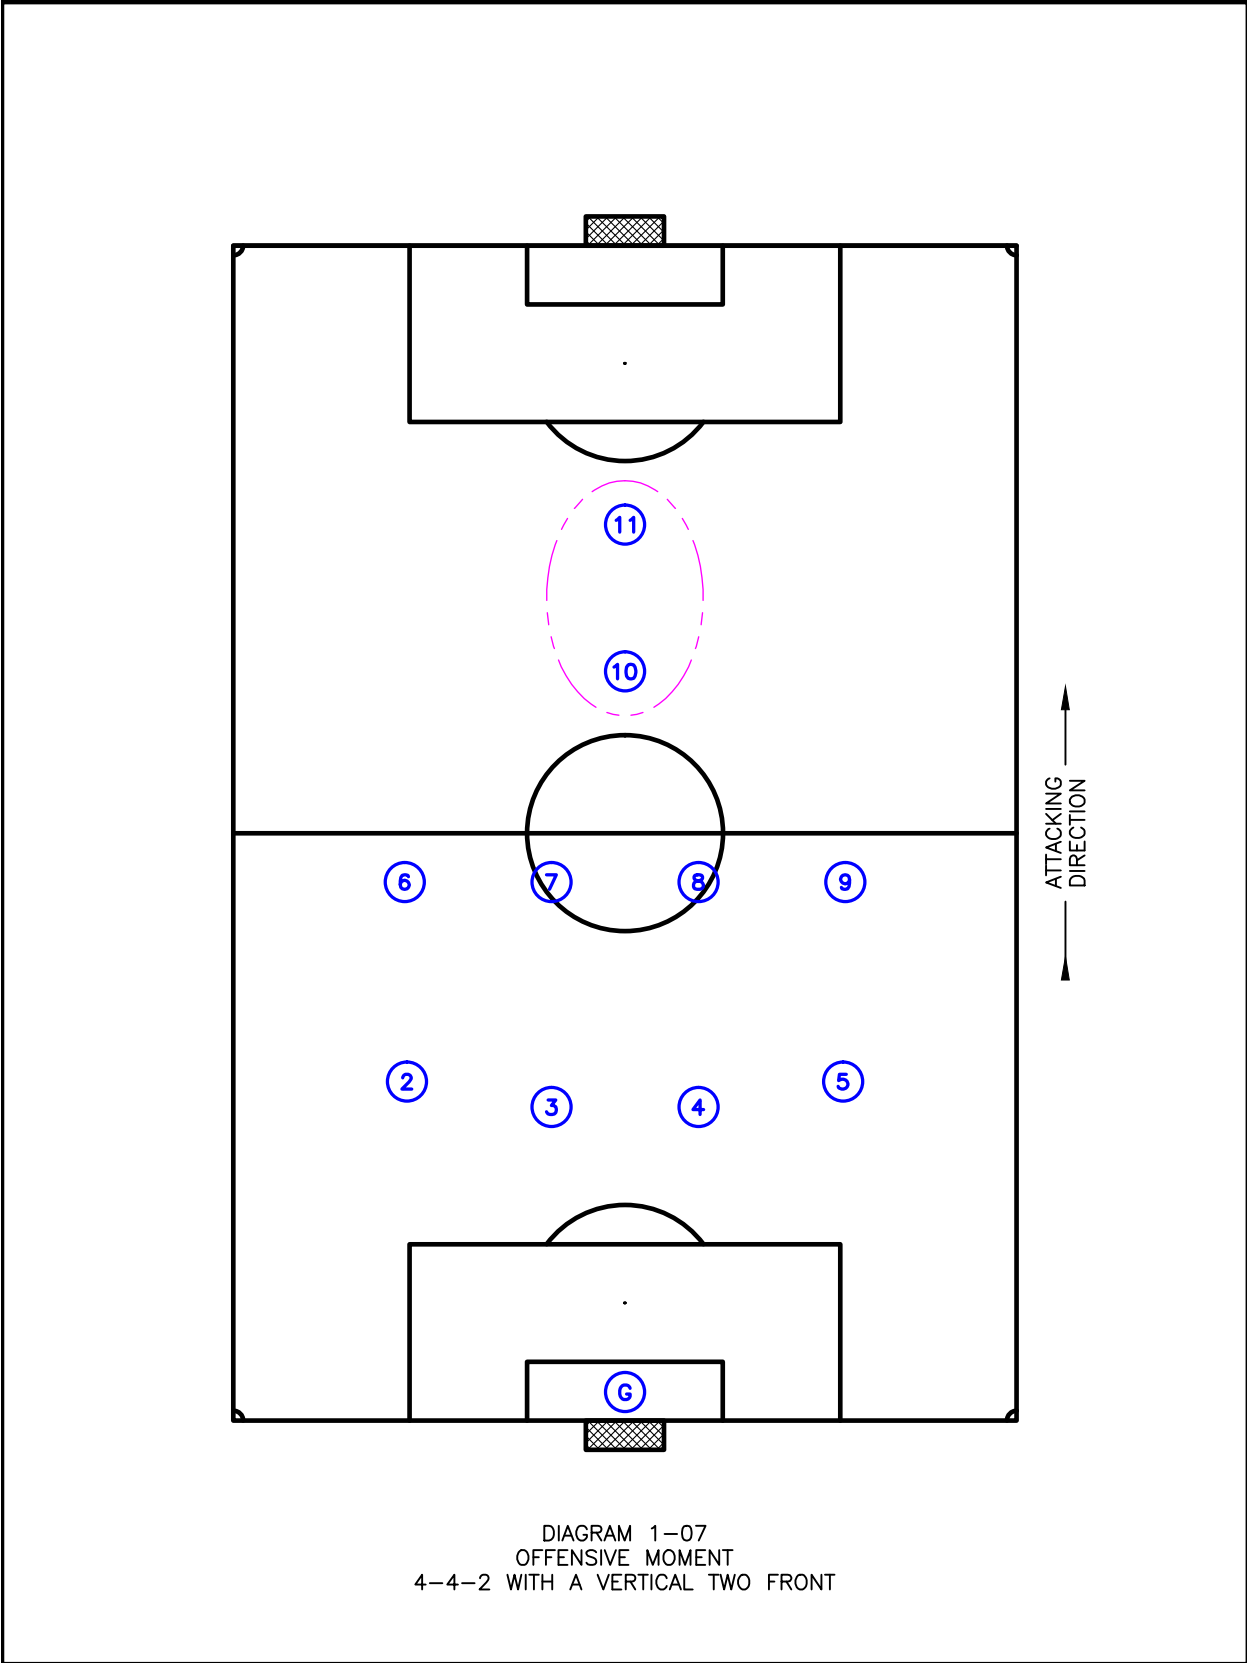 11
10
ATTACKING
DIRECTION
6 7 8 9
2 3 4 5
G
DIAGRAM 1-07
OFFENSIVE MOMENT
4-4-2 WITH A VERTICAL TWO FRONT